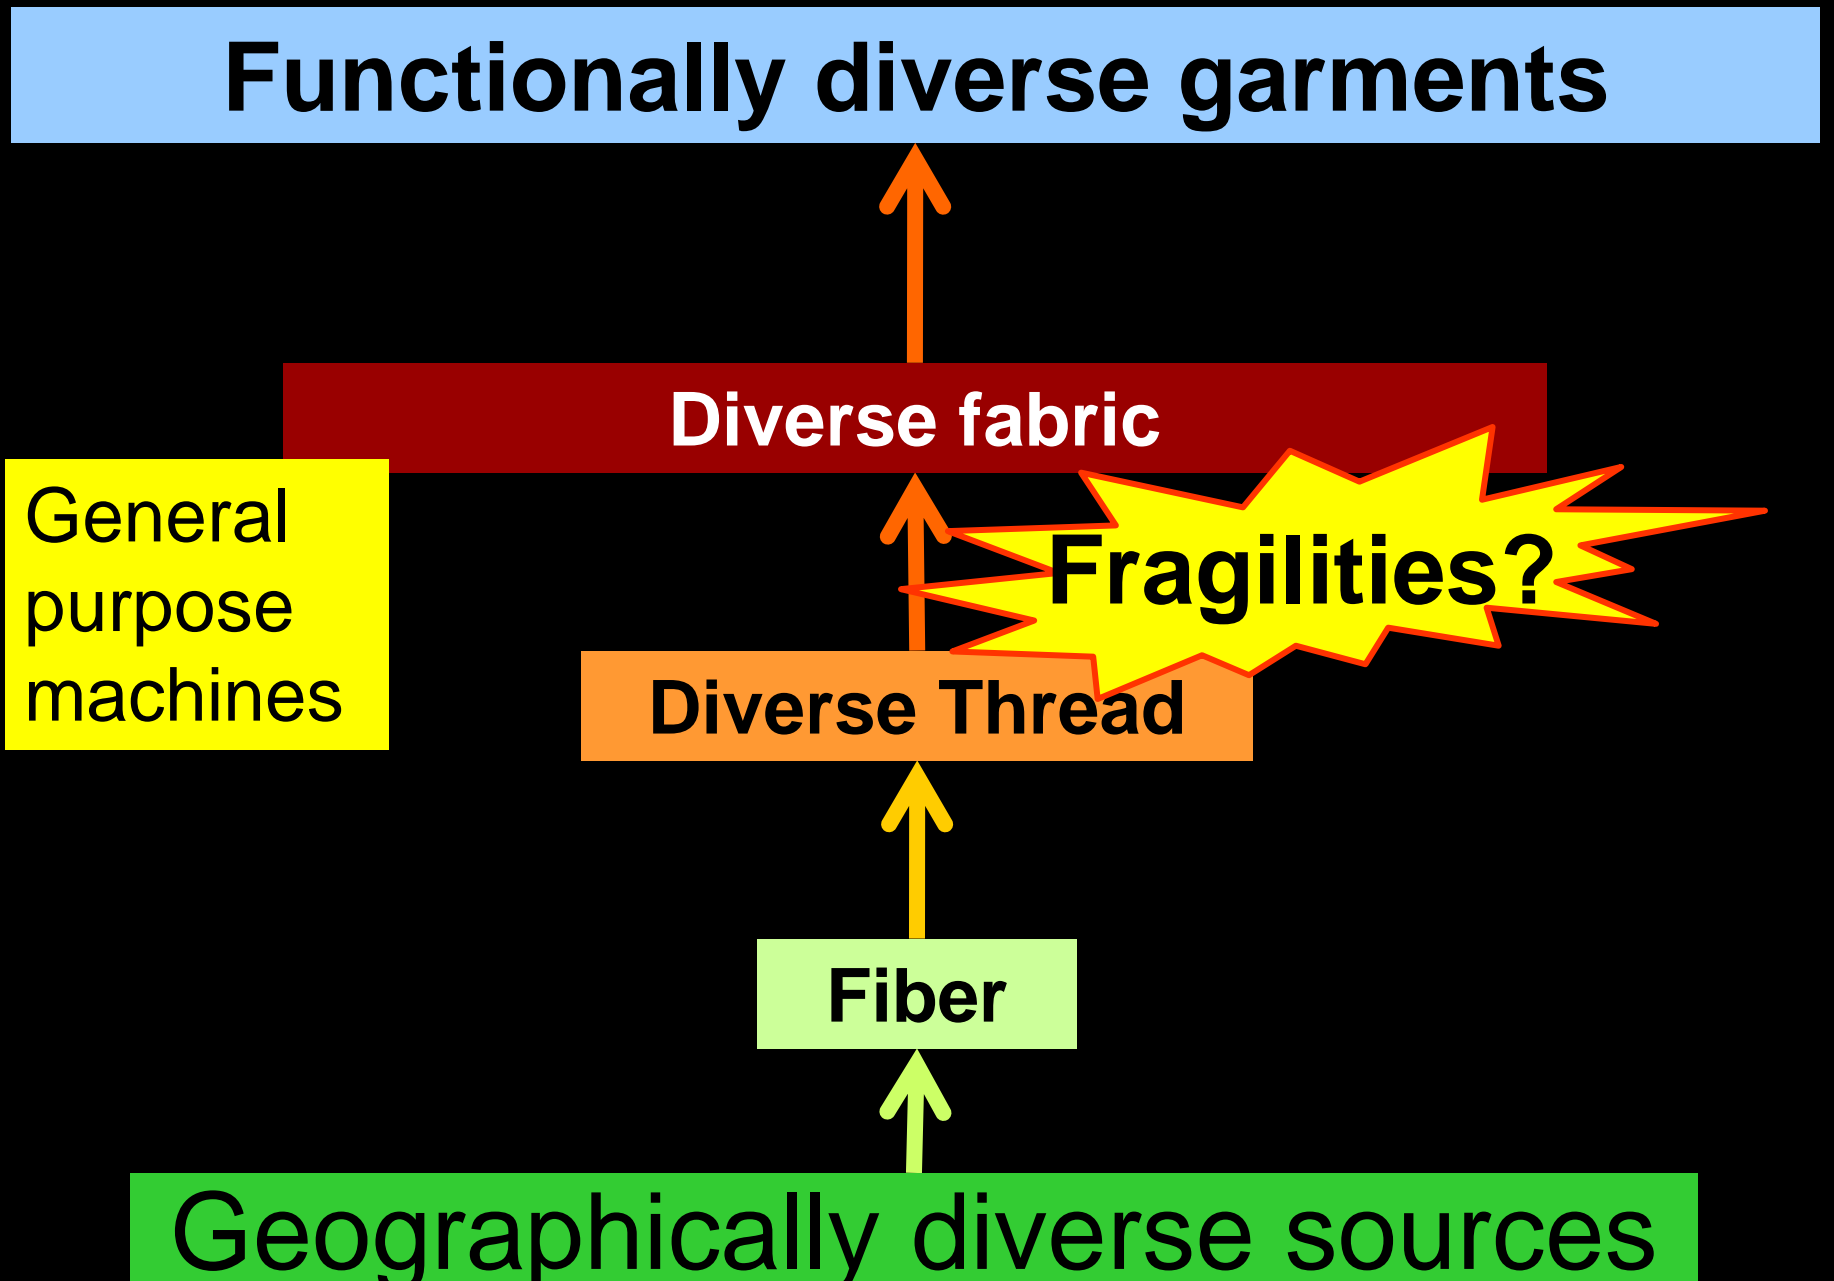 Functionally diverse garments
Diverse fabric
General
purpose
machines
Fragilities?
Diverse Thread
Fiber
Geographically diverse sources